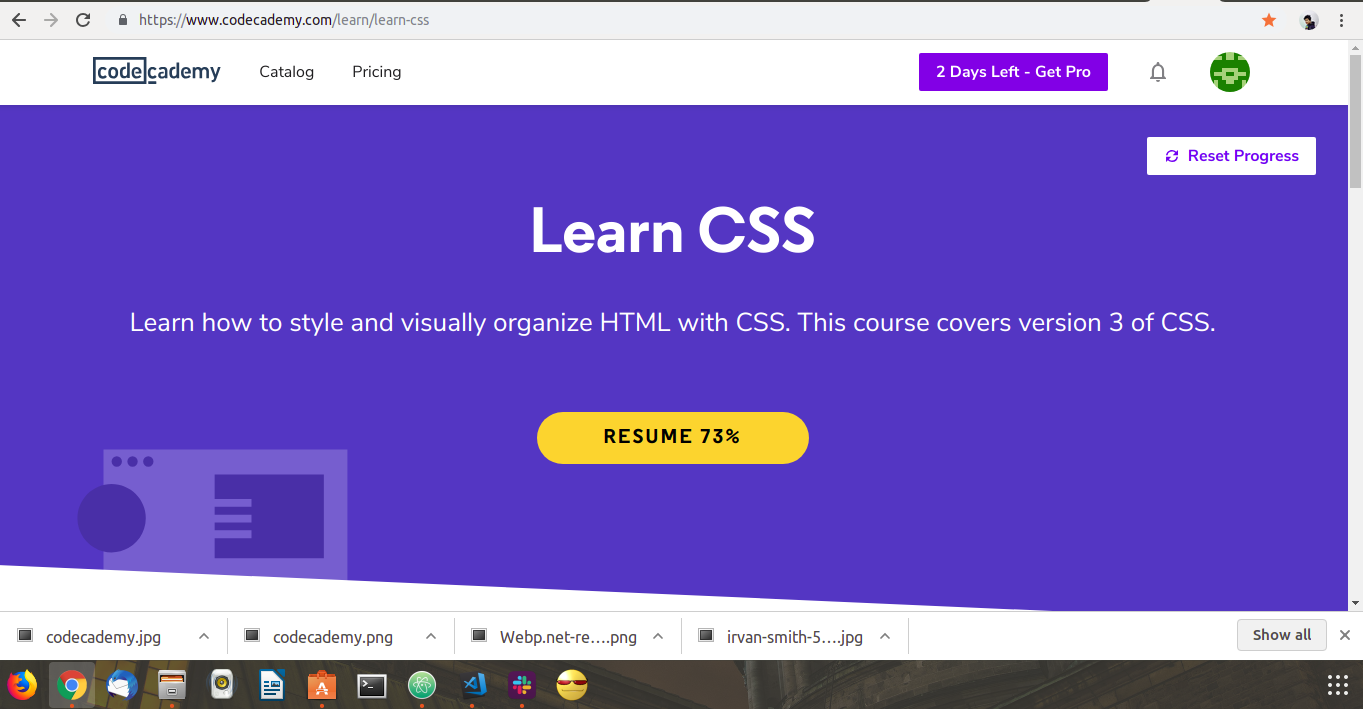 https://www.codecademy.com/learn/learn-css
codecademy
Catalog
Pricing
2 Days Left - Get Pro
Reset Progress
Learn CSS
Learn how to style and visually organize HTML with CSS. This course covers version 3 of CSS.
RESUME 73%
codecademy.jpg
codecademy.png
Webp.net-re....png
irvan-smith-5....jpg
Show all